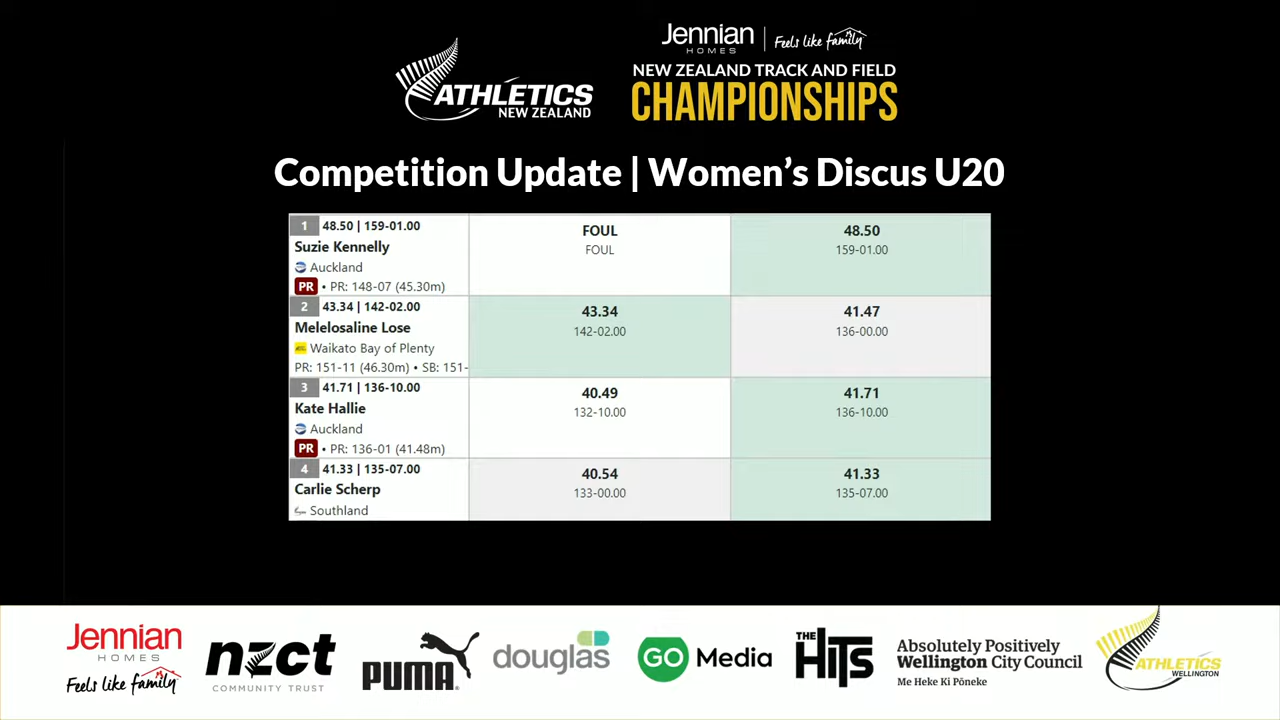 Jennian
HOMES
Feels like family
ATHLETICS
NEW ZEALAND
NEW ZEALAND TRACK AND FIELD
CHAMPIONSHIPS
Competition Update | Women's Discus U20
1 48.50 | 159-01.00
Suzie Kennelly
Auckland
PR • PR: 148-07 (45.30m)
FOUL
FOUL
48.50
159-01.00
2 43.34 | 142-02.00
Melelosaline Lose
Waikato Bay of Plenty
PR: 151-11 (46.30m) • SB: 151-
43.34
142-02.00
41.47
136-00.00
3 41.71 | 136-10.00
Kate Hallie
Auckland
PR • PR: 136-01 (41.48m)
40.49
132-10.00
41.71
136-10.00
4 41.33 | 135-07.00
Carlie Scherp
Southland
40.54
133-00.00
41.33
135-07.00
Jennian
HOMES
Feels like family
nzct
COMMUNITY TRUST
PUMA
douglas
GO Media
THE
HITS
Absolutely Positively
Wellington City Council
Me Heke Ki Pōneke
ATHLETICS
WELLINGTON